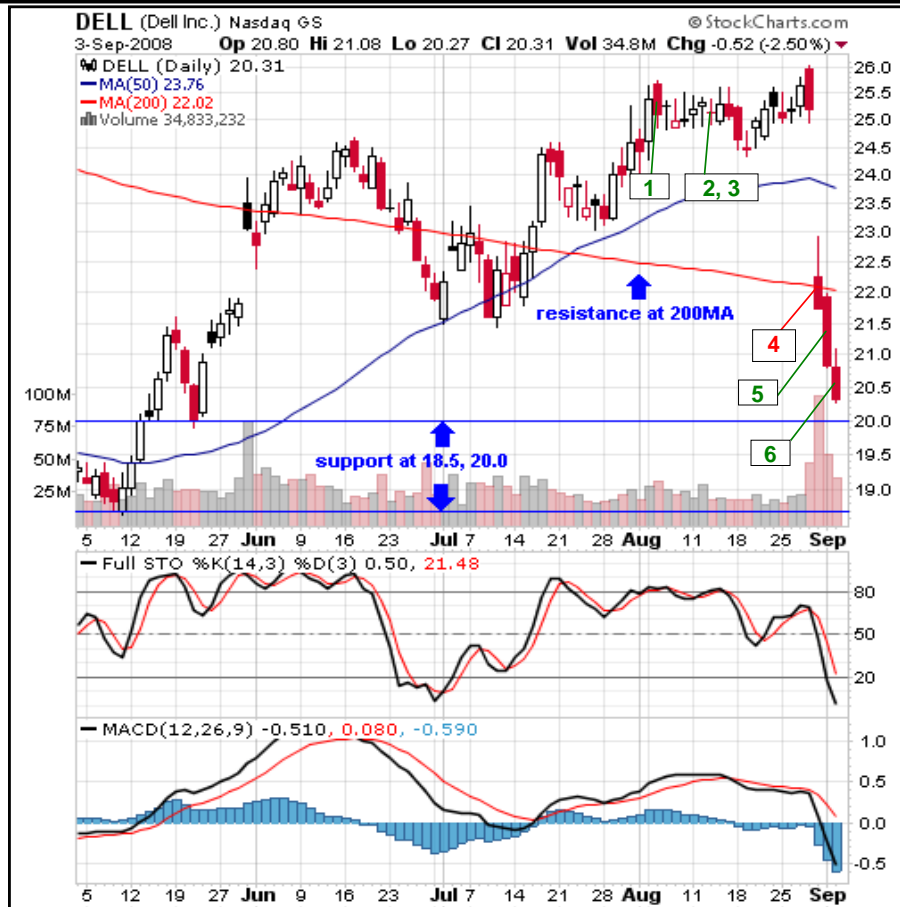 DELL (Dell Inc.) Nasdaq GS © StockCharts.com
3-Sep-2008 Op 20.80 Hi 21.08 Lo 20.27 Cl 20.31 Vol 34.8M Chg -0.52 (-2.50%)
DELL (Daily) 20.31
MA(50) 23.76
MA(200) 22.02
Volume 34,833,232
26.0
25.5
25.0
24.5
24.0
23.5
23.0
22.5
22.0
21.5
21.0
20.5
20.0
19.5
19.0
1
2, 3
resistance at 200MA
4
5
6
100M
75M
50M
25M
support at 18.5, 20.0
5 12 19 27 Jun 9 16 23 Jul 7 14 21 28 Aug 11 18 25 Sep
Full STO %K(14,3) %D(3) 0.50, 21.48
80
50
20
MACD(12,26,9) -0.510, 0.080, -0.590
1.0
0.5
0.0
-0.5
5 12 19 27 Jun 9 16 23 Jul 7 14 21 28 Aug 11 18 25 Sep